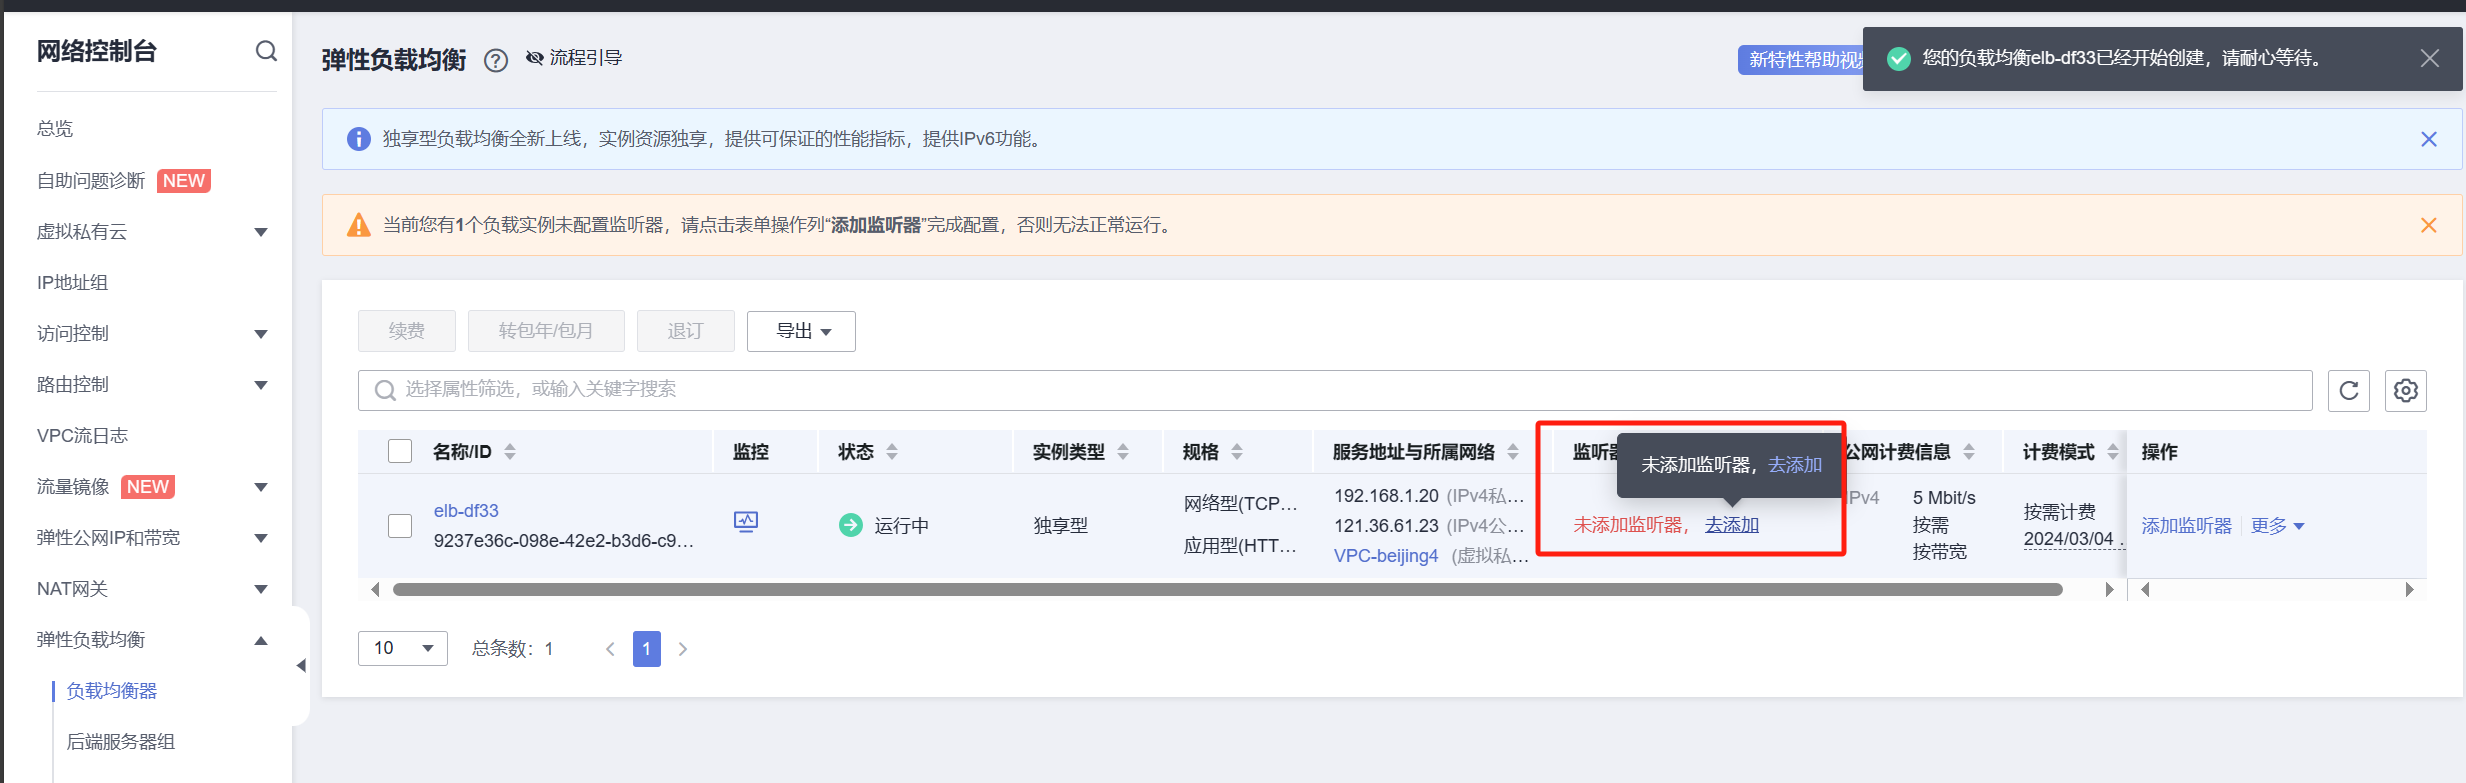 网络控制台
总览
自助问题诊断 NEW
虚拟私有云
IP地址组
访问控制
路由控制
VPC流日志
流量镜像 NEW
弹性公网IP和带宽
NAT网关
弹性负载均衡
负载均衡器
后端服务器组
弹性负载均衡 流程引导
新特性帮助视
您的负载均衡elb-df33已经开始创建，请耐心等待。
独享型负载均衡全新上线，实例资源独享，提供可保证的性能指标，提供IPv6功能。
当前您有1个负载实例未配置监听器，请点击表单操作列“添加监听器”完成配置，否则无法正常运行。
续费 转包年/包月 退订 导出
选择属性筛选，或输入关键字搜索
名称/ID 监控 状态 实例类型 规格 服务地址与所属网络 监听器 公网计费信息 计费模式 操作
未添加监听器，去添加
elb-df33
9237e36c-098e-42e2-b3d6-c9...
运行中
独享型
网络型(TCP...
应用型(HTT...
192.168.1.20 (IPv4私...
121.36.61.23 (IPv4公...
VPC-beijing4 (虚拟私...
未添加监听器， 去添加
IPv4 5 Mbit/s
按需
按带宽
按需计费
2024/03/04 ..
添加监听器 更多
10 总条数：1 1